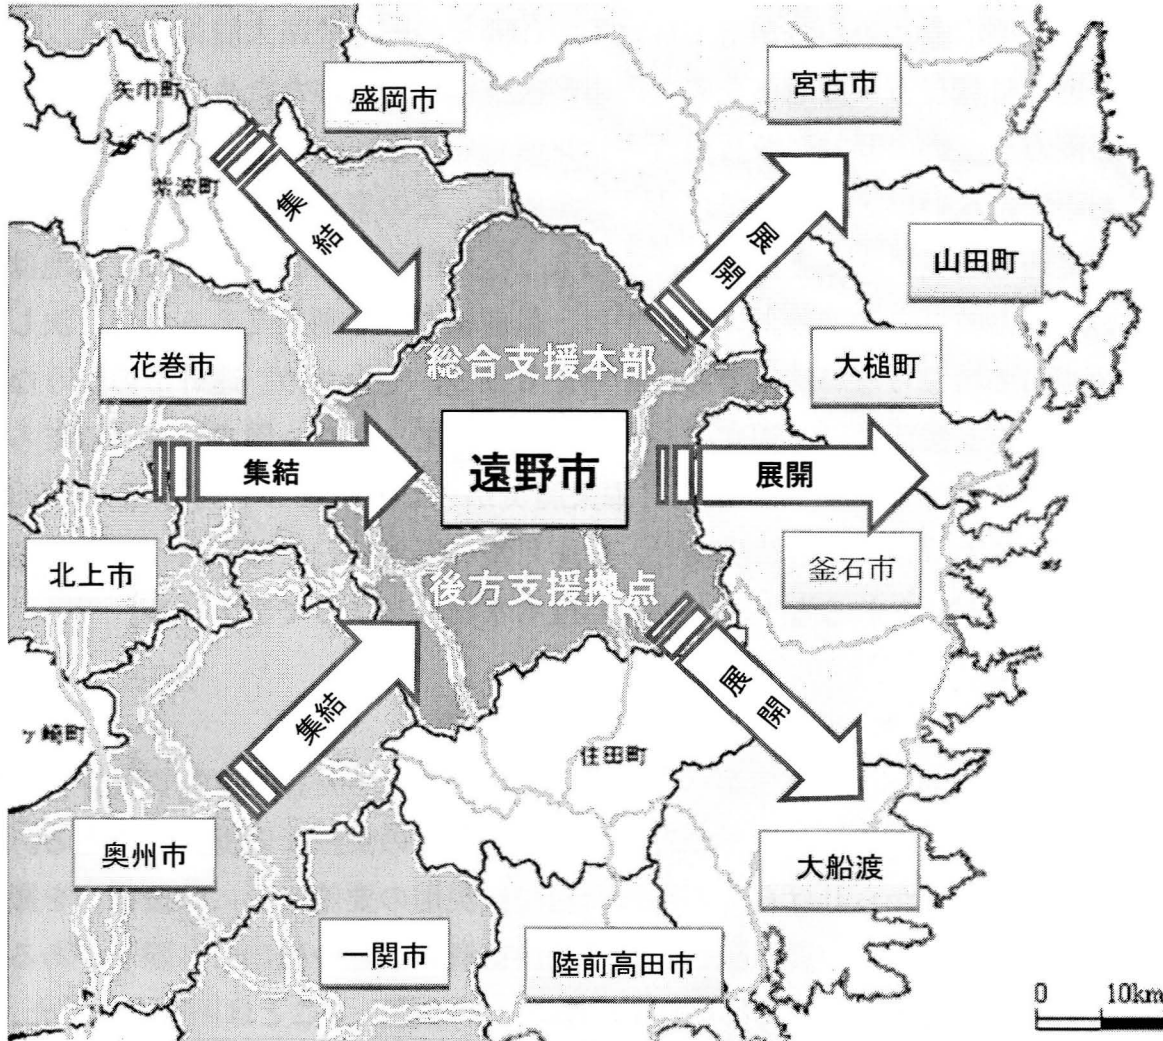 矢巾町
盛岡市
宮古市
紫波町
集結
展開
山田町
花巻市
総合支援本部
大槌町
集結
遠野市
展開
北上市
後方支援拠点
釜石市
集結
展開
ヶ崎町
住田町
奥州市
大船渡
一関市
陸前高田市
0 10km